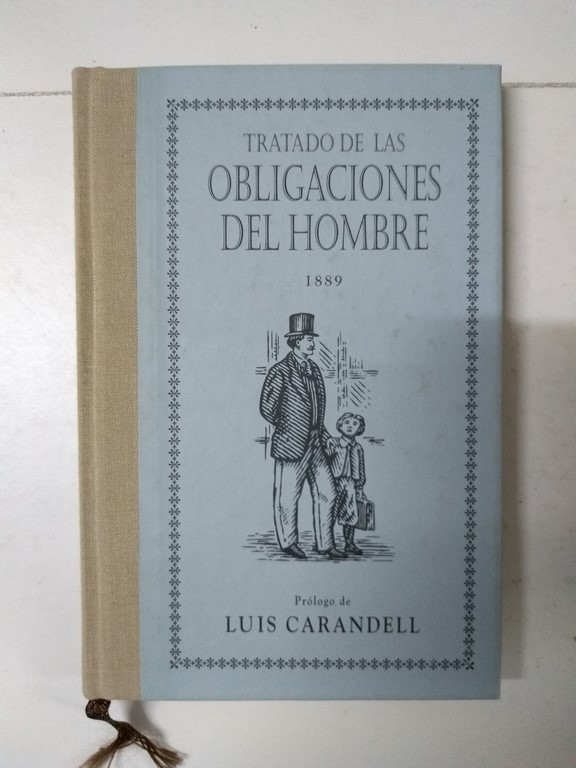 TRATADO DE LAS
OBLIGACIONES
DEL HOMBRE
1889
Prólogo de
LUIS CARANDELL